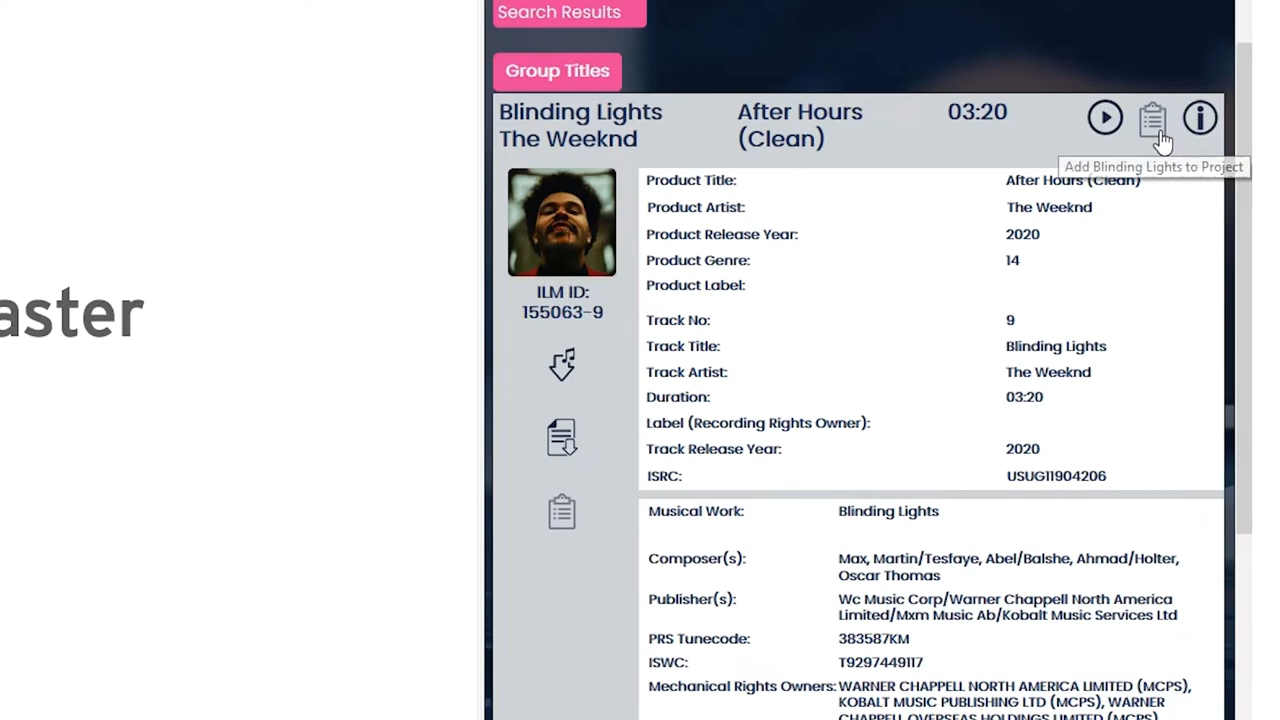 Search Results
Group Titles
Blinding Lights After Hours 03:20
The Weeknd (Clean)
Add Blinding Lights to Project
Product Title: After Hours (Clean)
Product Artist: The Weeknd
Product Release Year: 2020
Product Genre: 14
Product Label:
ILM ID:
155063-9
aster
Track No: 9
Track Title: Blinding Lights
Track Artist: The Weeknd
Duration: 03:20
Label (Recording Rights Owner):
Track Release Year: 2020
ISRC: USUG11904206
Musical Work: Blinding Lights
Composer(s): Max, Martin/Tesfaye, Abel/Balshe, Ahmad/Holter,
Oscar Thomas
Publisher(s): Wc Music Corp/Warner Chappell North America
Limited/Mxm Music Ab/Kobalt Music Services Ltd
PRS Tunecode: 383587KM
ISWC: T9297449117
Mechanical Rights Owners: WARNER CHAPPELL NORTH AMERICA LIMITED (MCPS),
KOBALT MUSIC PUBLISHING LTD (MCPS), WARNER
CHAPPELL OVERSEAS HOLDINGS LIMITED (MCPS)